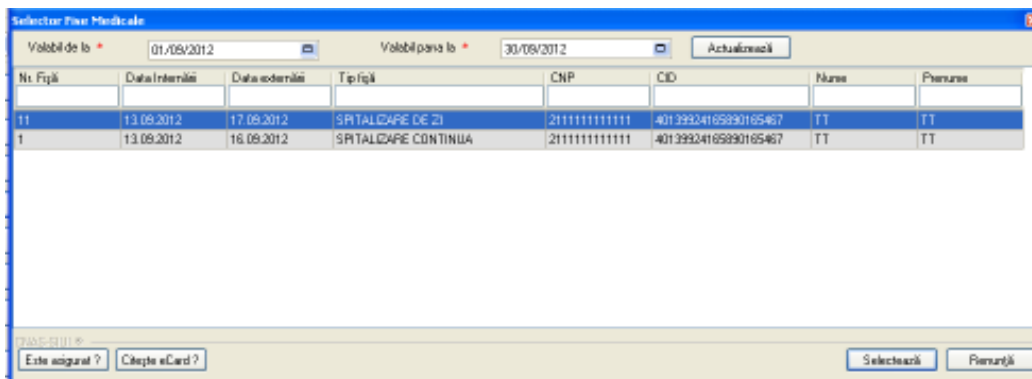 Selector Fise Medicale
Valabil de la * 01/09/2012 Valabil pana la * 30/09/2012 Actualizează
Nr. Fişă Data Internării Data externării Tip fişă CNP CID Nume Prenume
11 13.09.2012 17.09.2012 SPITALIZARE DE ZI 2111111111111 40139924165890165467 TT TT
1 13.09.2012 16.09.2012 SPITALIZARE CONTINUA 2111111111111 40139924165890165467 TT TT
Este asigurat ? Citeşte eCard ? Selectează Renunţă